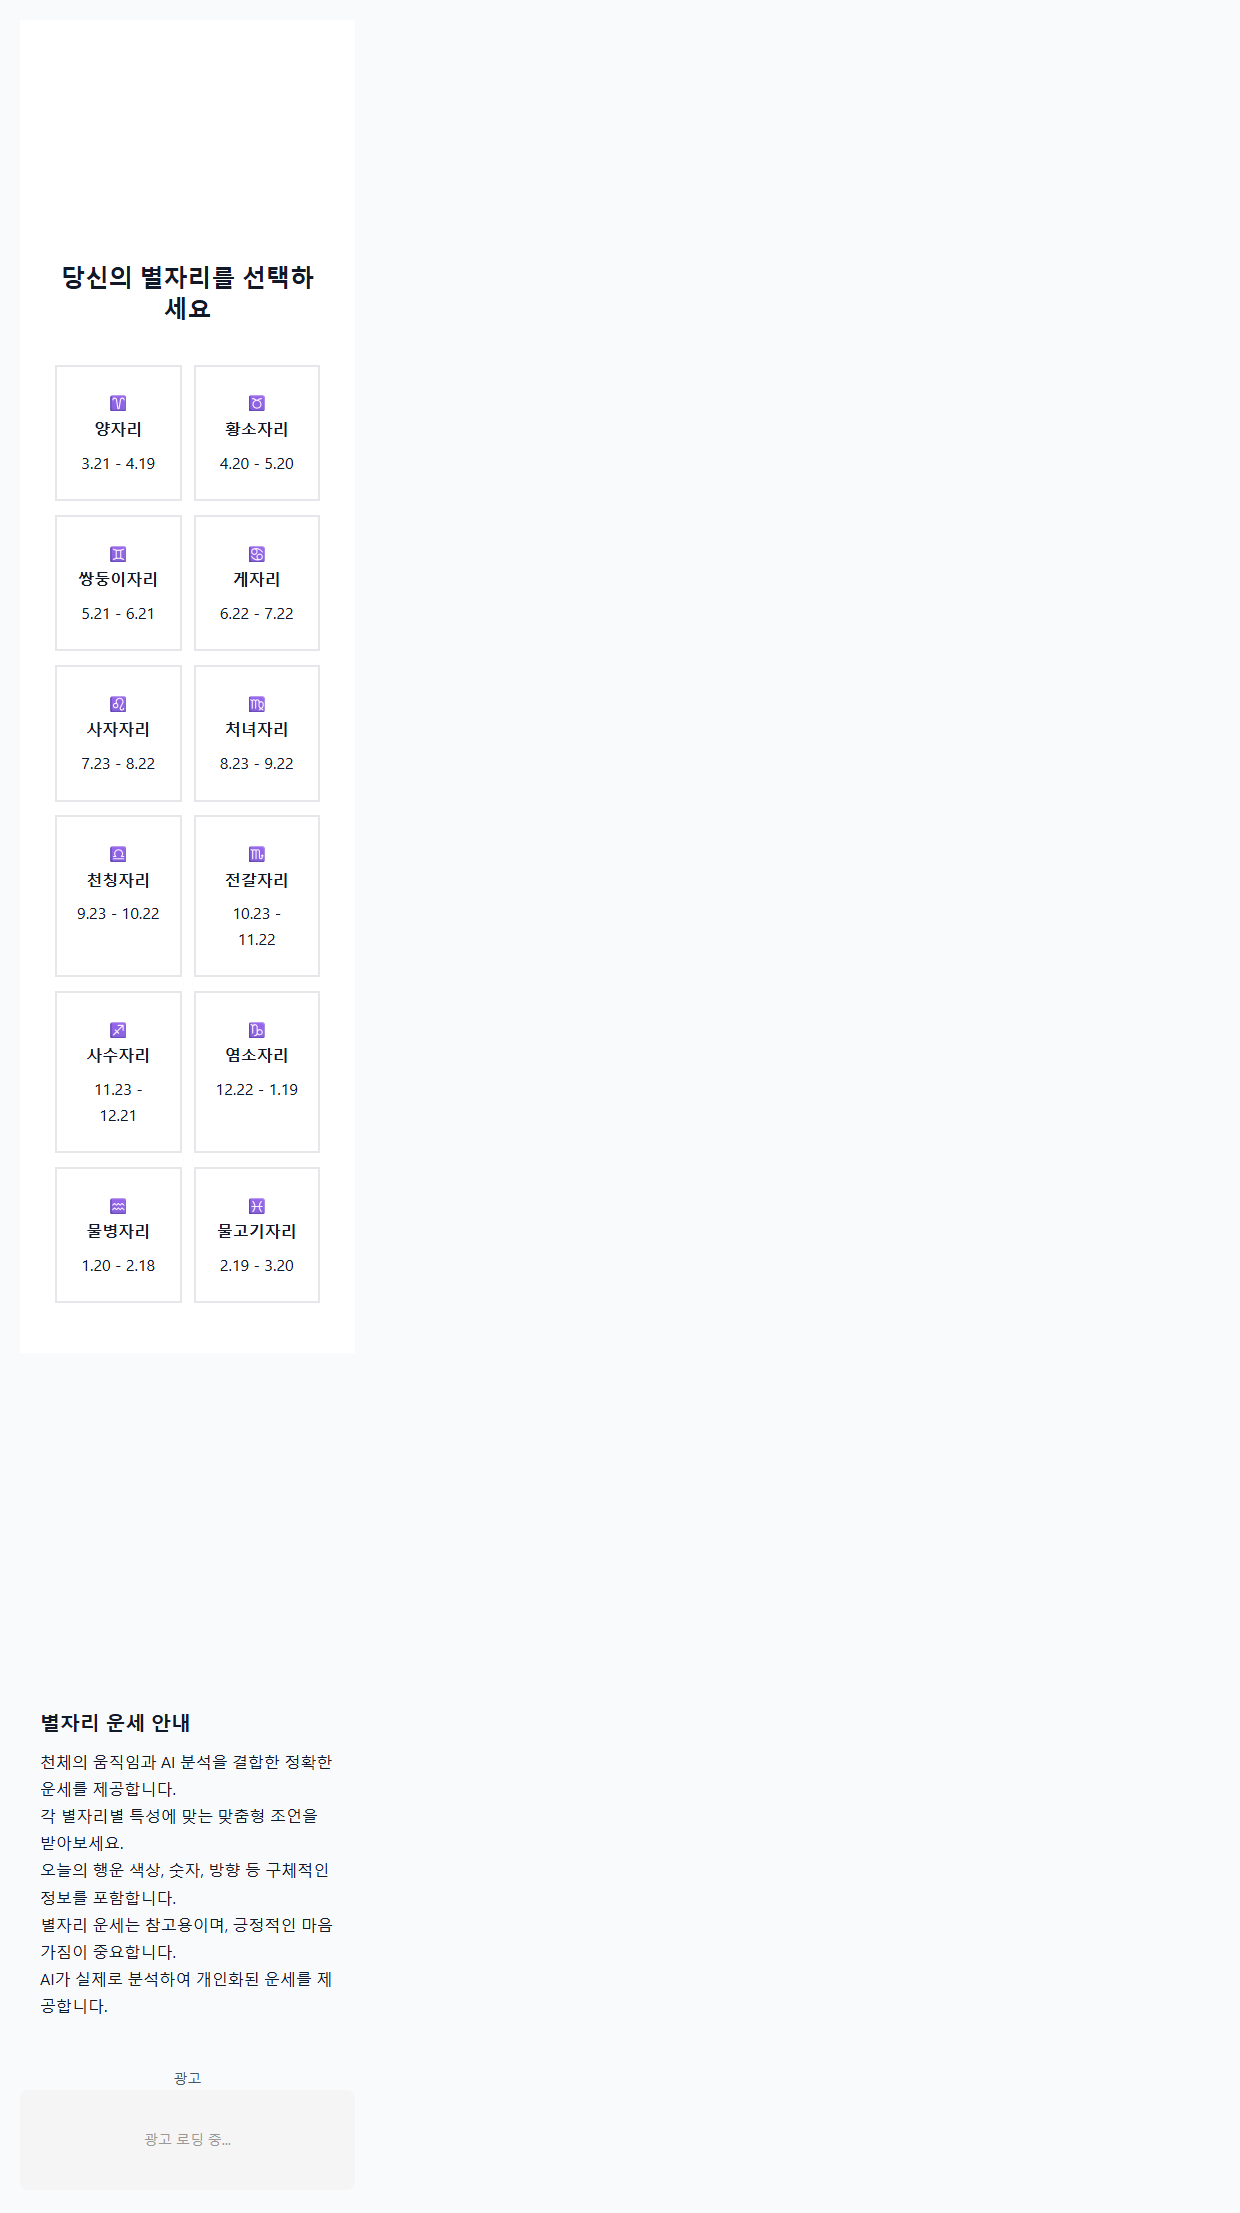 당신의 별자리를 선택하
세요
♈ ♉
양자리 황소자리
3.21 - 4.19 4.20 - 5.20
♊ ♋
쌍둥이자리 게자리
5.21 - 6.21 6.22 - 7.22
♌ ♍
사자자리 처녀자리
7.23 - 8.22 8.23 - 9.22
♎ ♏
천칭자리 전갈자리
9.23 - 10.22 10.23 -
11.22
♐ ♑
사수자리 염소자리
11.23 - 12.22 - 1.19
12.21
♒ ♓
물병자리 물고기자리
1.20 - 2.18 2.19 - 3.20
별자리 운세 안내
천체의 움직임과 AI 분석을 결합한 정확한
운세를 제공합니다.
각 별자리별 특성에 맞는 맞춤형 조언을
받아보세요.
오늘의 행운 색상, 숫자, 방향 등 구체적인
정보를 포함합니다.
별자리 운세는 참고용이며, 긍정적인 마음
가짐이 중요합니다.
AI가 실제로 분석하여 개인화된 운세를 제
공합니다.
광고
광고 로딩 중...